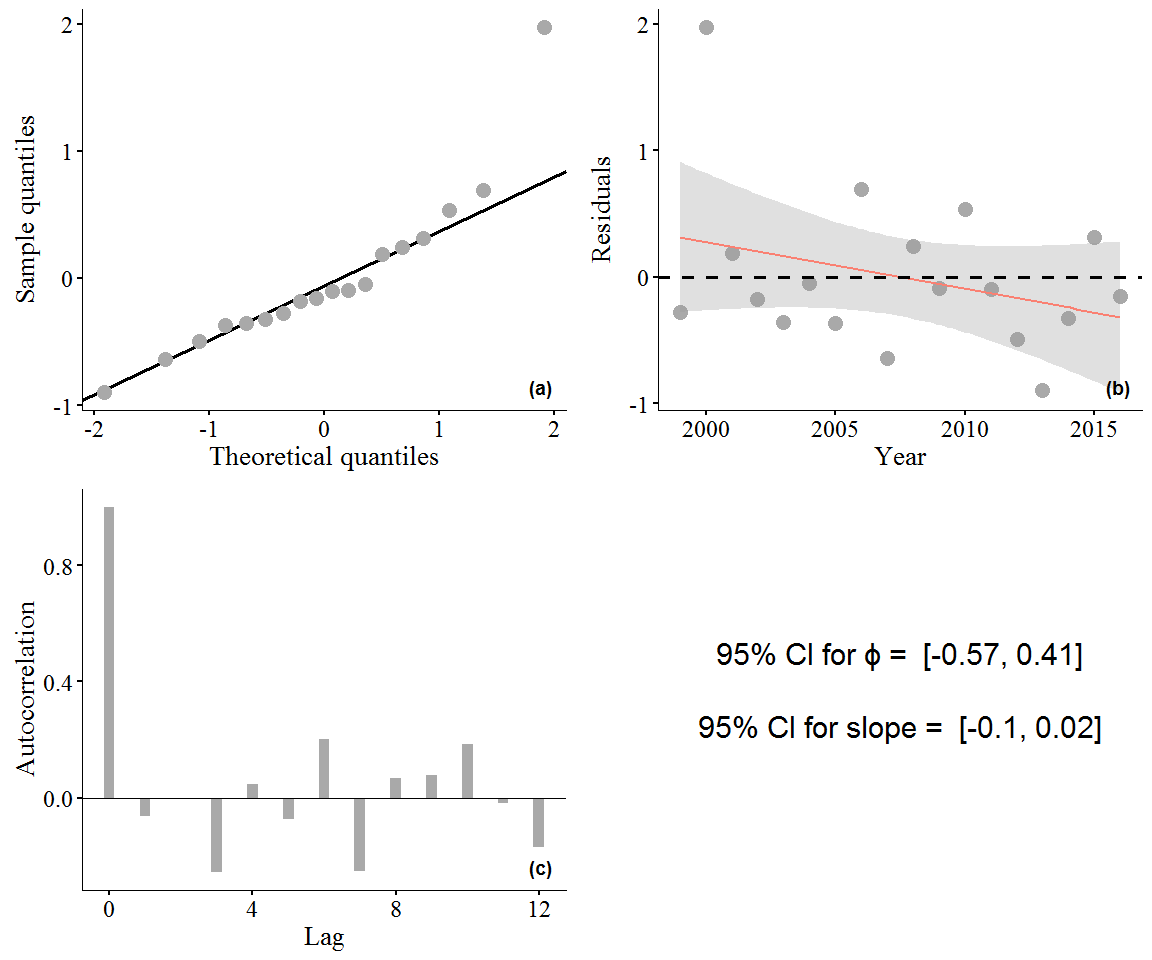 2
1
0
-1
Sample quantiles
-2 -1 0 1 2
Theoretical quantiles
(a)
2
1
0
-1
Residuals
2000 2005 2010 2015
Year
(b)
0.8
0.4
0.0
Autocorrelation
0 4 8 12
Lag
(c)
95% CI for ϕ = [-0.57, 0.41]
95% CI for slope = [-0.1, 0.02]